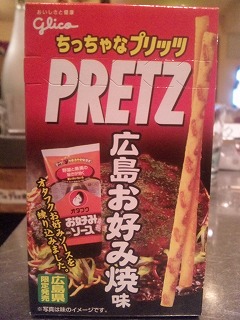 おいしさと健康
glico
ちっちゃなプリッツ
PRETZ
広島お好み焼味
オタフク
お好み
ソース
オタフクお好みソースを
練り込みました。
広島県
限定発売
※写真は味のイメージです。